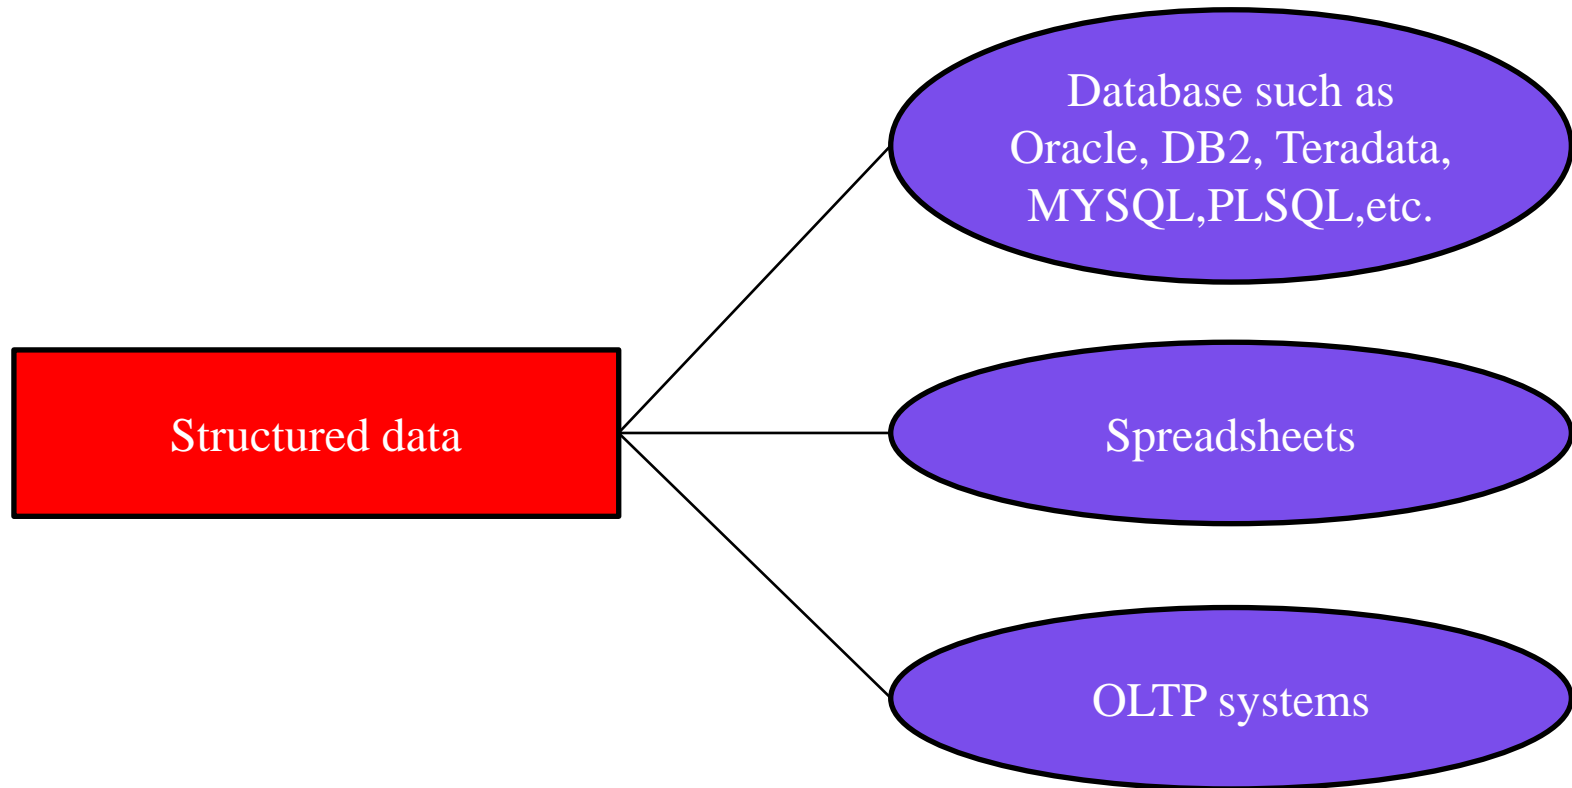 Database such as
Oracle, DB2, Teradata,
MYSQL,PLSQL,etc.
Structured data
Spreadsheets
OLTP systems